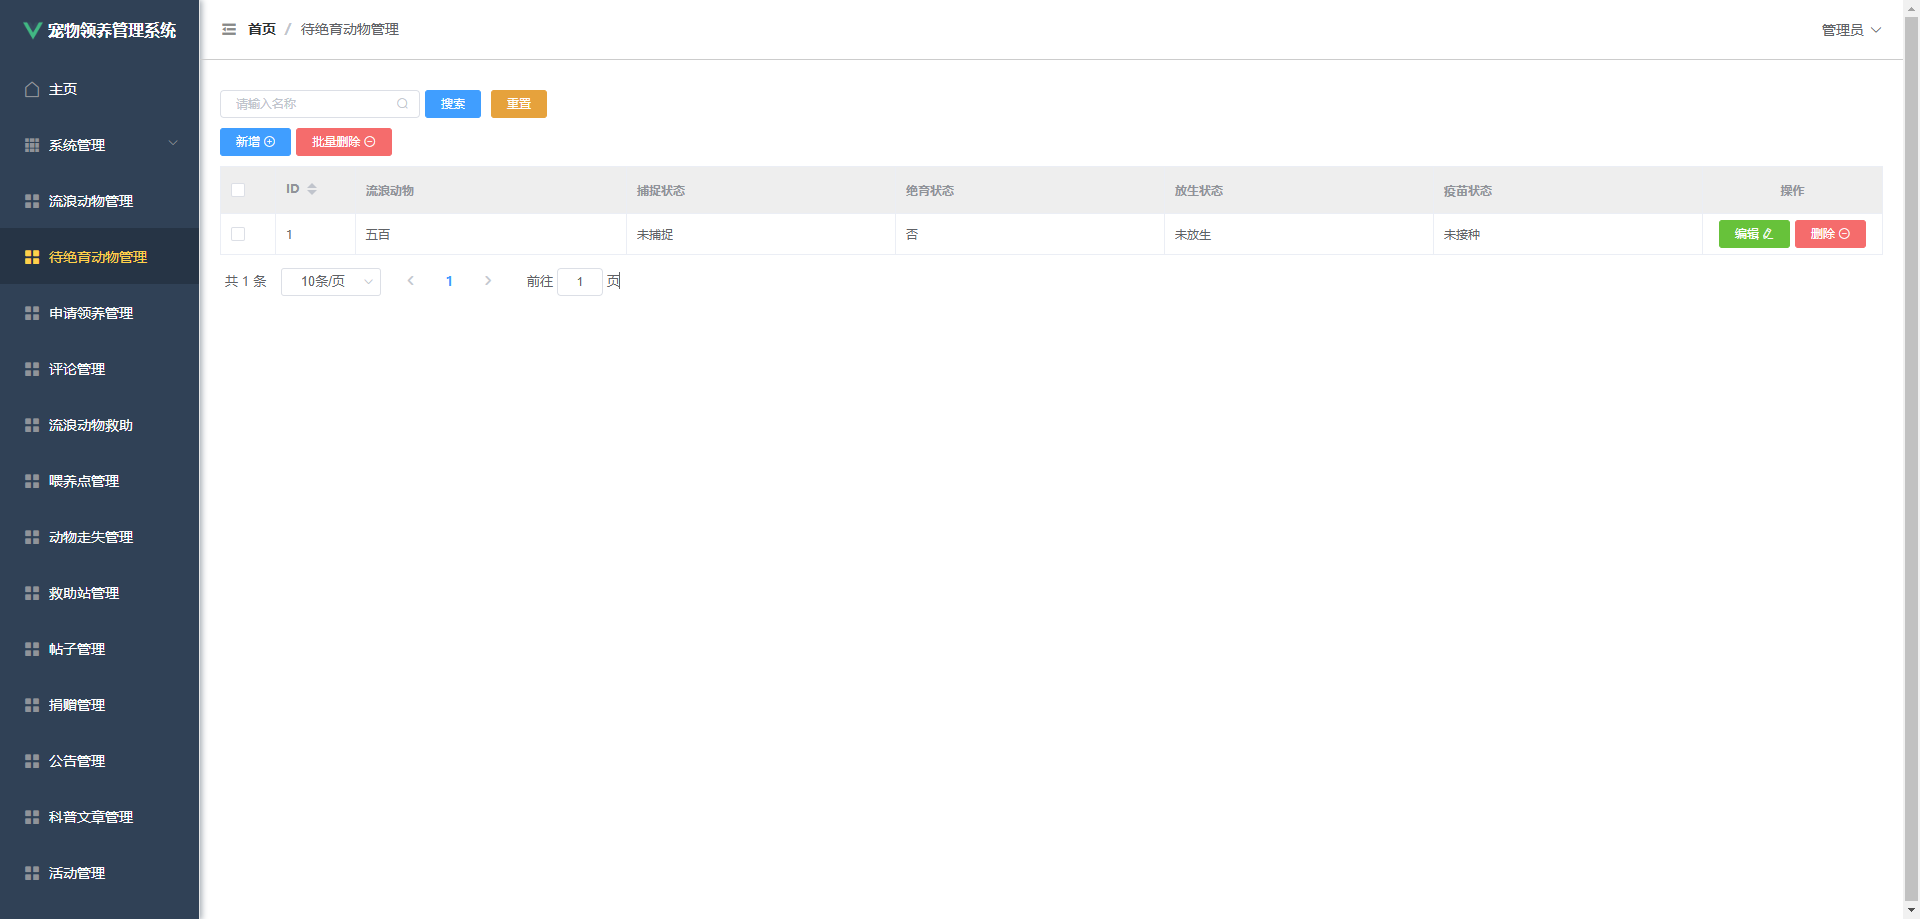 宠物领养管理系统
首页 / 待绝育动物管理
管理员
主页
系统管理
流浪动物管理
待绝育动物管理
申请领养管理
评论管理
流浪动物救助
喂养点管理
动物走失管理
救助站管理
帖子管理
捐赠管理
公告管理
科普文章管理
活动管理
请输入名称 搜索 重置
新增 批量删除
ID 流浪动物 捕捉状态 绝育状态 放生状态 疫苗状态 操作
1 五百 未捕捉 否 未放生 未接种 编辑 删除
共 1 条 10条/页 1 前往 1 页